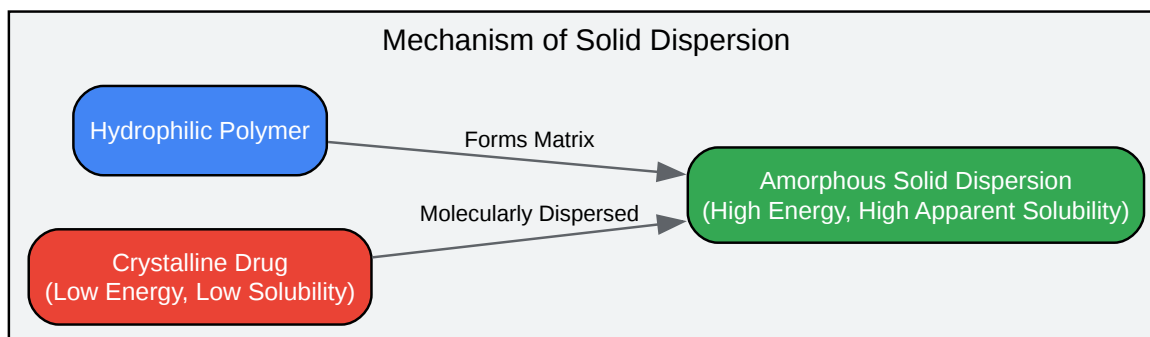 Mechanism of Solid Dispersion
Hydrophilic Polymer
Forms Matrix
Amorphous Solid Dispersion
(High Energy, High Apparent Solubility)
Molecularly Dispersed
Crystalline Drug
(Low Energy, Low Solubility)